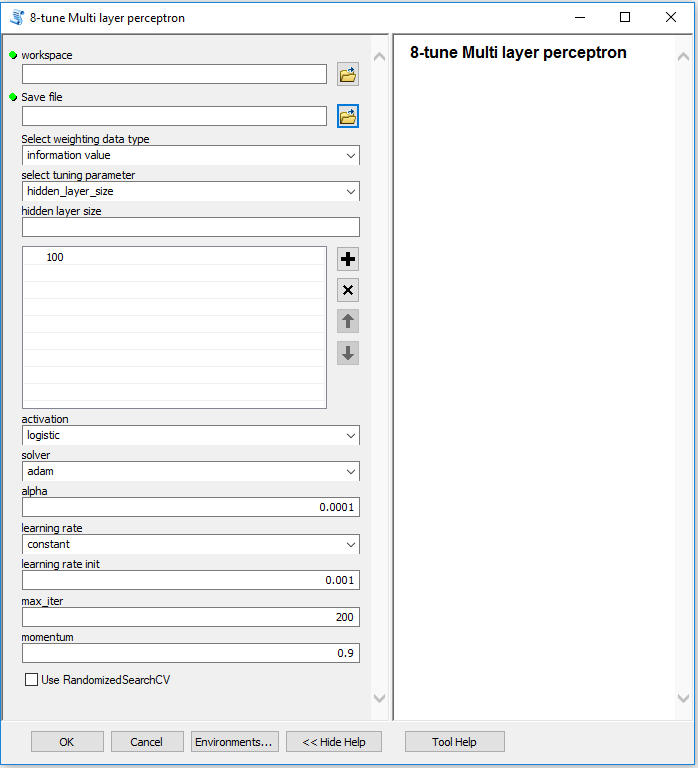 8-tune Multi layer perceptron
workspace
Save file
Select weighting data type
information value
select tuning parameter
hidden_layer_size
hidden layer size
100
activation
logistic
solver
adam
alpha
0.0001
learning rate
constant
learning rate init
0.001
max_iter
200
momentum
0.9
Use RandomizedSearchCV
8-tune Multi layer perceptron
OK
Cancel
Environments...
<< Hide Help
Tool Help